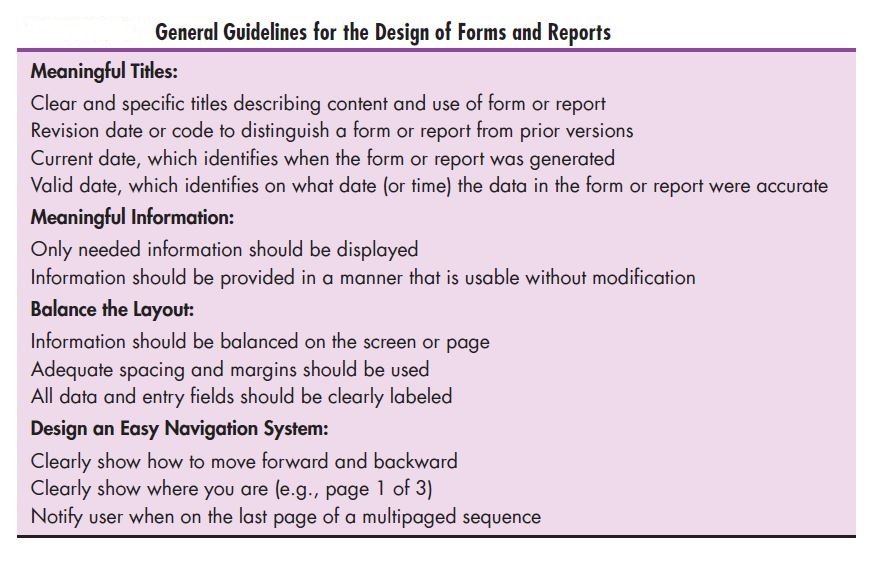 General Guidelines for the Design of Forms and Reports
Meaningful Titles:
Clear and specific titles describing content and use of form or report
Revision date or code to distinguish a form or report from prior versions
Current date, which identifies when the form or report was generated
Valid date, which identifies on what date (or time) the data in the form or report were accurate
Meaningful Information:
Only needed information should be displayed
Information should be provided in a manner that is usable without modification
Balance the Layout:
Information should be balanced on the screen or page
Adequate spacing and margins should be used
All data and entry fields should be clearly labeled
Design an Easy Navigation System:
Clearly show how to move forward and backward
Clearly show where you are (e.g., page 1 of 3)
Notify user when on the last page of a multipaged sequence